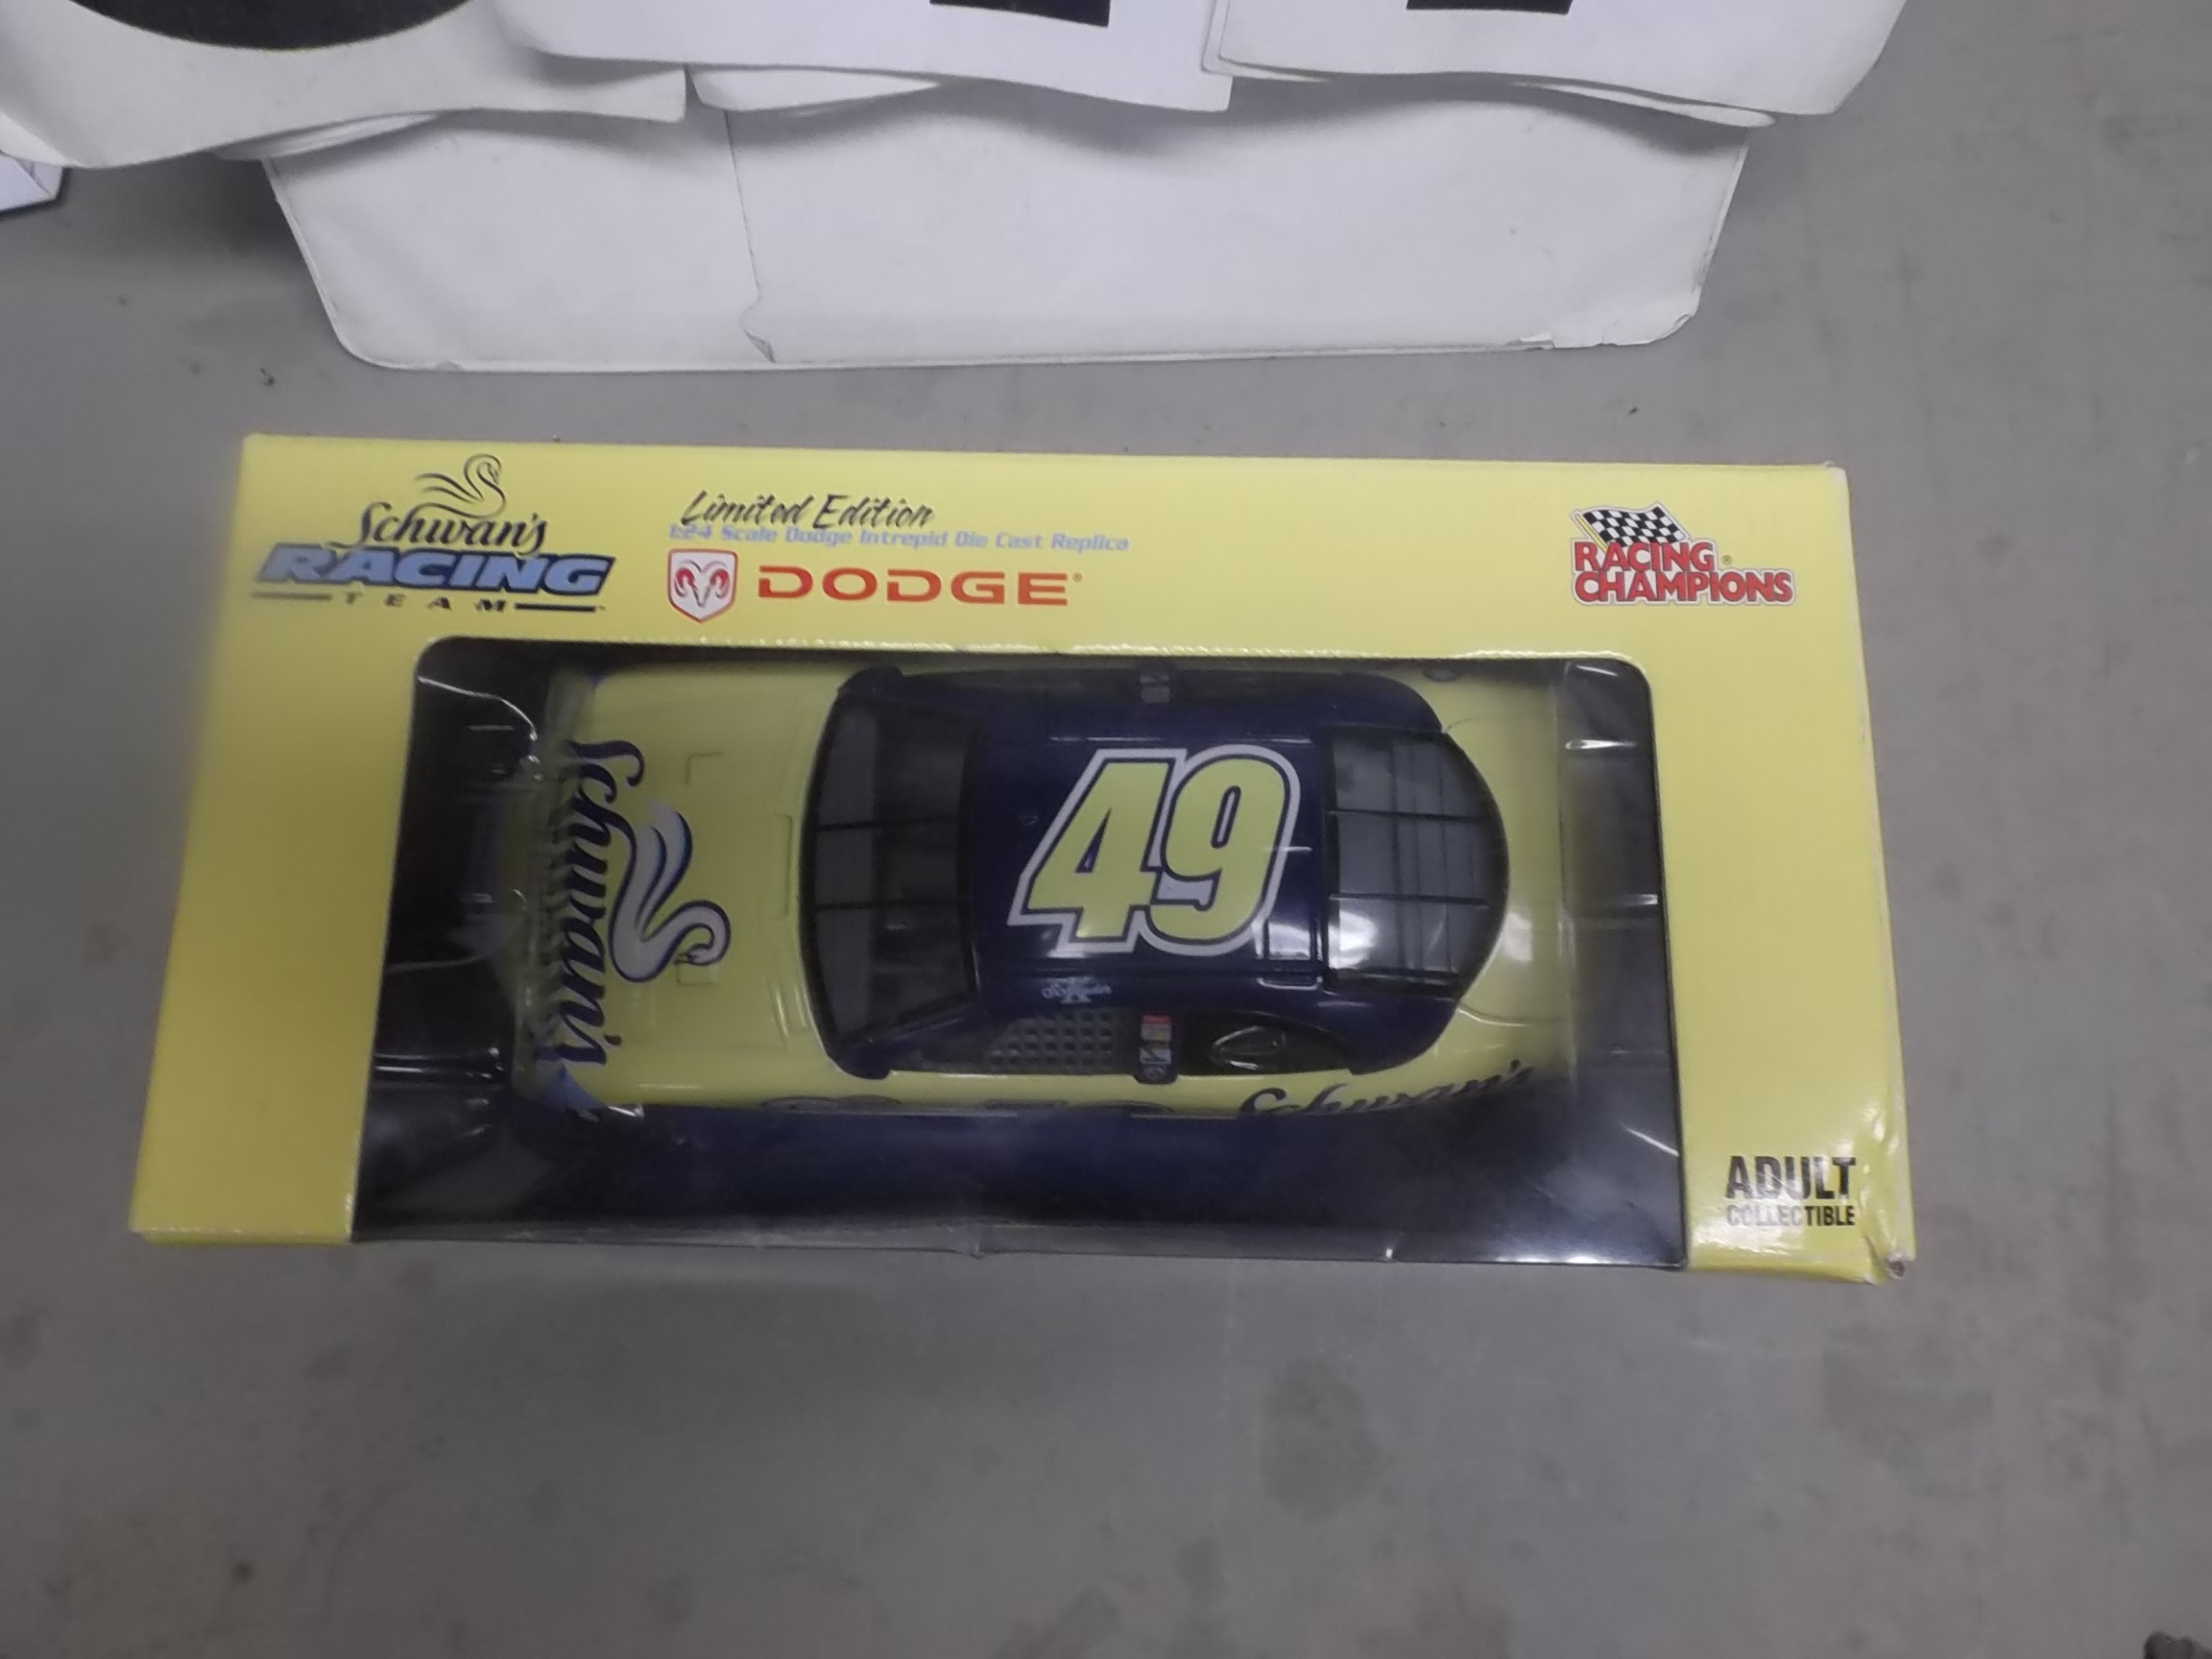 Schwan's
RACING
TEAM
Limited Edition
1:24 Scale Dodge Intrepid Die Cast Replica
DODGE®
RACING
CHAMPIONS®
Schwan's
49
Schwan's
ADULT
COLLECTIBLE